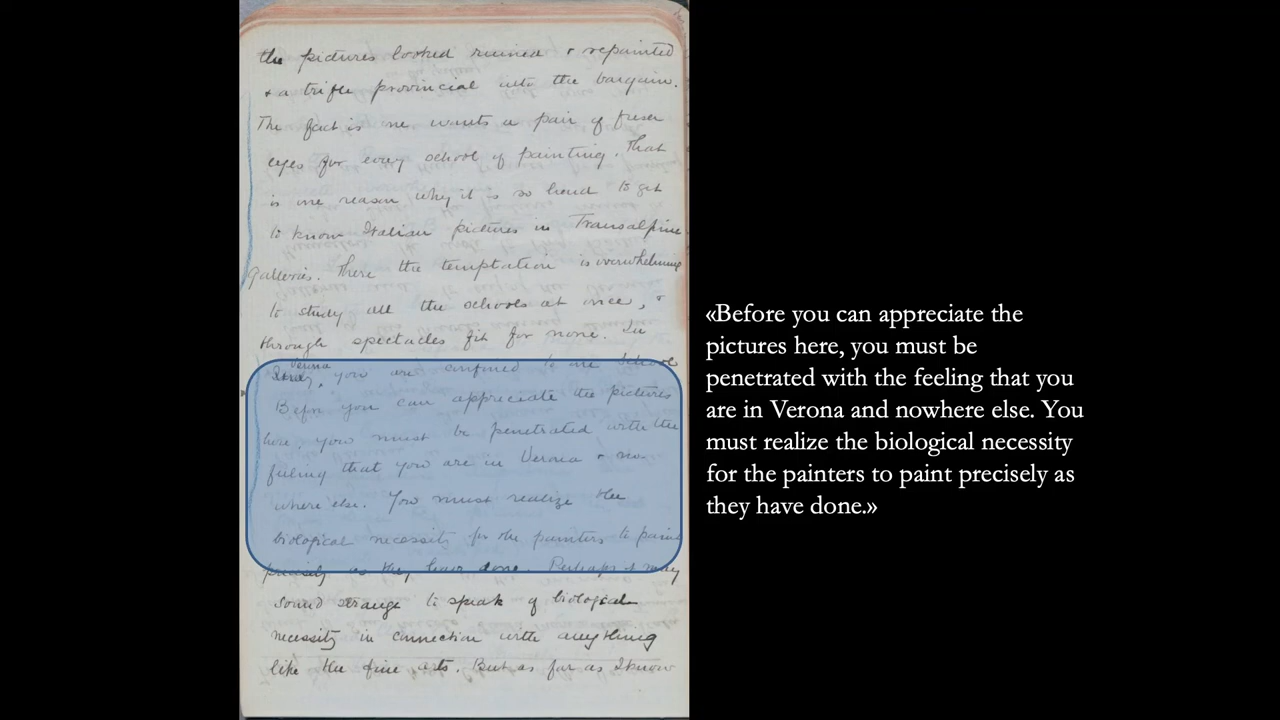 the pictures looked ruined & repainted
& a trifle provincial into the bargain.
The fact is one wants a pair of fresh
eyes for every school of painting. That
is one reason why it is so hard to get
to know Italian pictures in Transalpine
galleries. There the temptation is overwhelming
to study all the schools at once, &
through spectacles fit for none. In
Verona
you are confined to one school
Before you can appreciate the pictures
here, you must be penetrated with the
feeling that you are in Verona & no-
where else. You must realize the
biological necessity for the painters to paint
precisely as they have done. Perhaps it may
sound strange to speak of biological
necessity in connection with anything
like the fine arts. But as far as I know
«Before you can appreciate the
pictures here, you must be
penetrated with the feeling that you
are in Verona and nowhere else. You
must realize the biological necessity
for the painters to paint precisely as
they have done.»